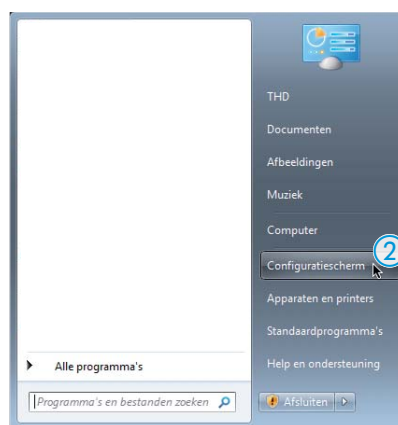 THD
Documenten
Afbeeldingen
Muziek
Computer
2
Configuratiescherm
Apparaten en printers
Standaardprogramma's
Help en ondersteuning
Alle programma's
Programma's en bestanden zoeken
Afsluiten